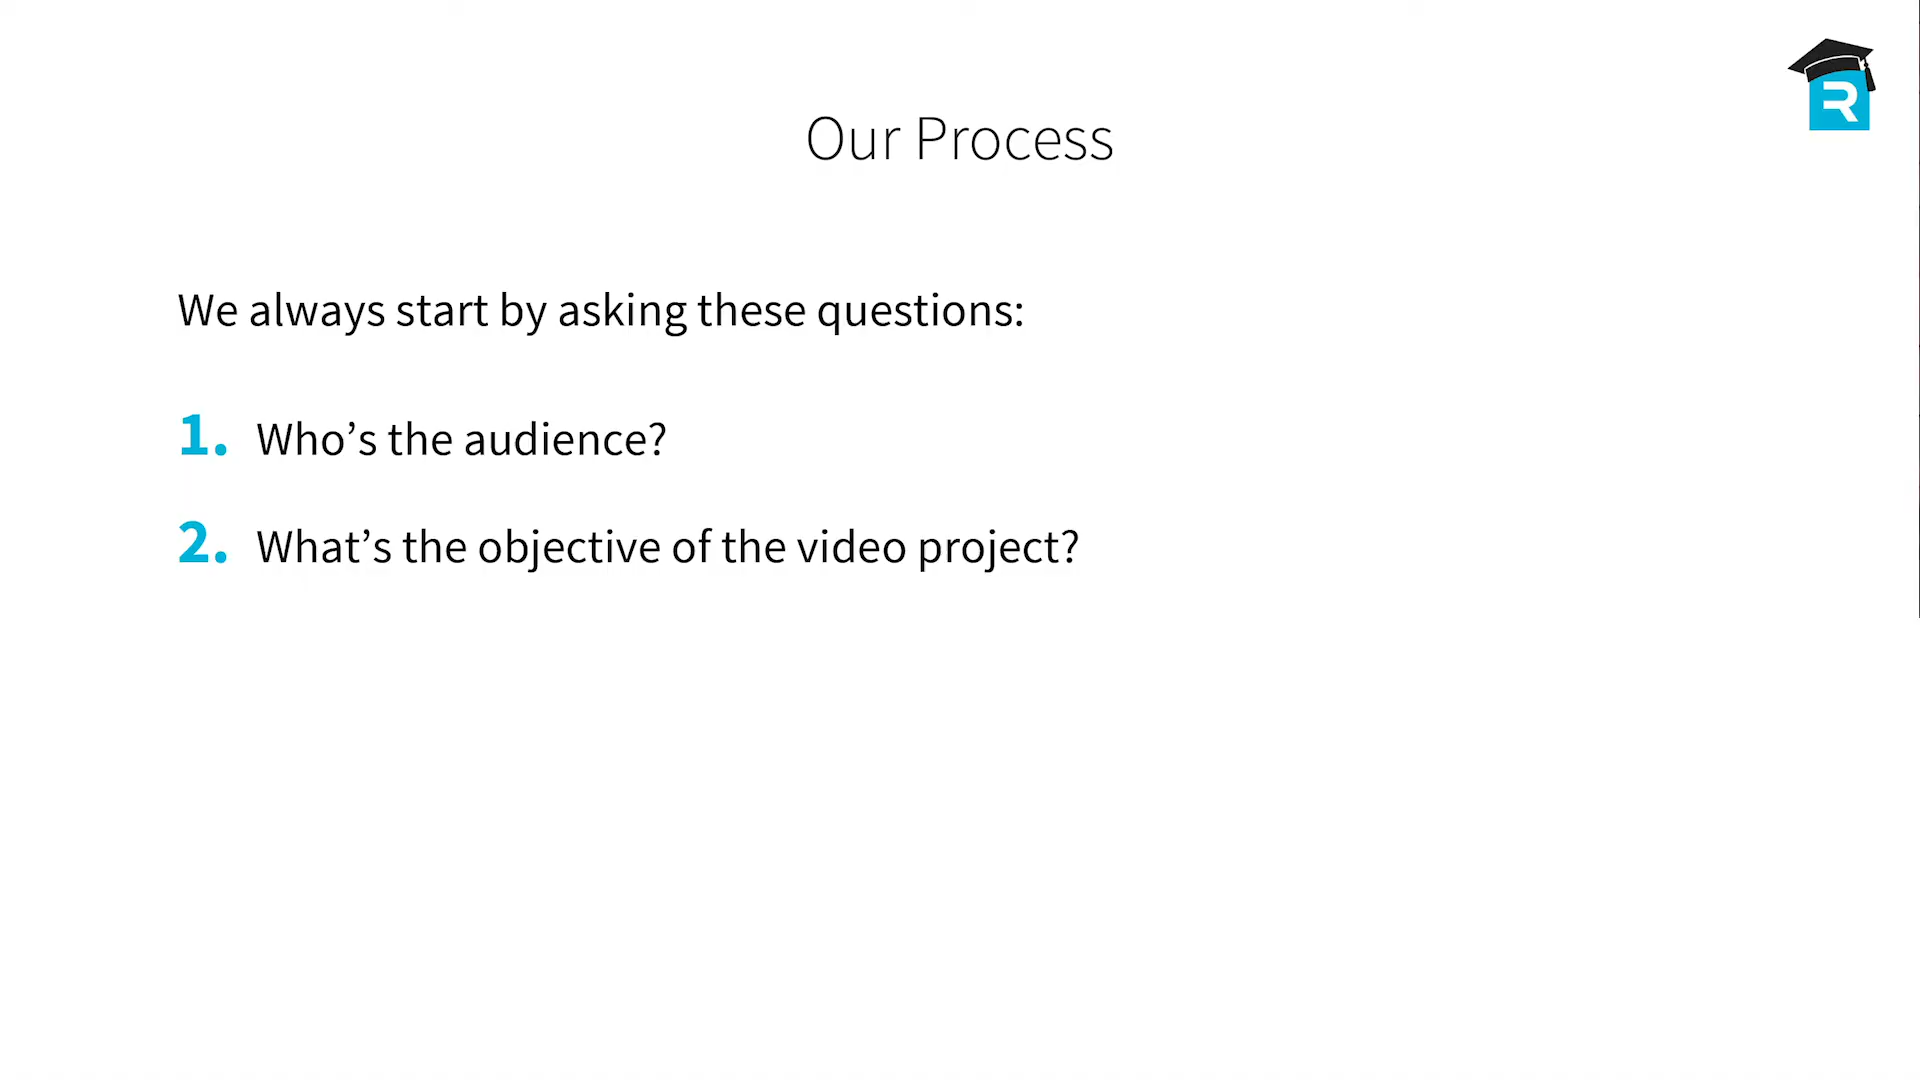 Our Process
R
We always start by asking these questions:
1. Who’s the audience?
2. What’s the objective of the video project?